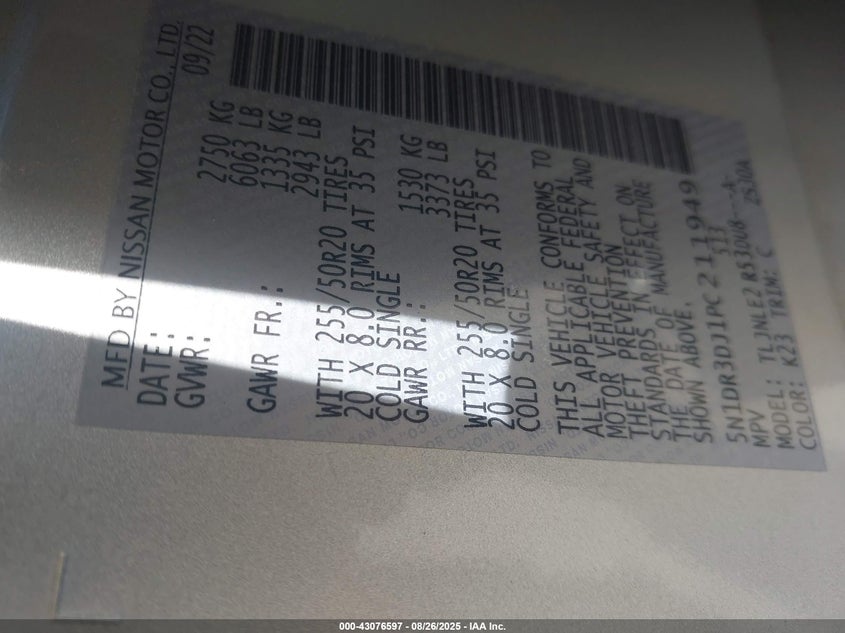 MFD BY NISSAN MOTOR CO., LTD.
DATE: 09/22
GVWR: 2750 KG
6063 LB
GAWR FR.: 1335 KG
2943 LB
WITH 255/50R20 TIRES
20 X 8.0 RIMS AT 35 PSI
COLD SINGLE
GAWR RR.: 1530 KG
3373 LB
WITH 255/50R20 TIRES
20 X 8.0 RIMS AT 35 PSI
COLD SINGLE
THIS VEHICLE CONFORMS TO
ALL APPLICABLE FEDERAL
MOTOR VEHICLE SAFETY AND
THEFT PREVENTION
STANDARDS IN EFFECT ON
THE DATE OF MANUFACTURE
SHOWN ABOVE.
5N1DR3DJ1PC211949
MPV 313
MODEL: TLJNLE2 R53DU8---A-
COLOR: K23 TRIM: C
000-43076597 - 08/26/2025 - IAA Inc.